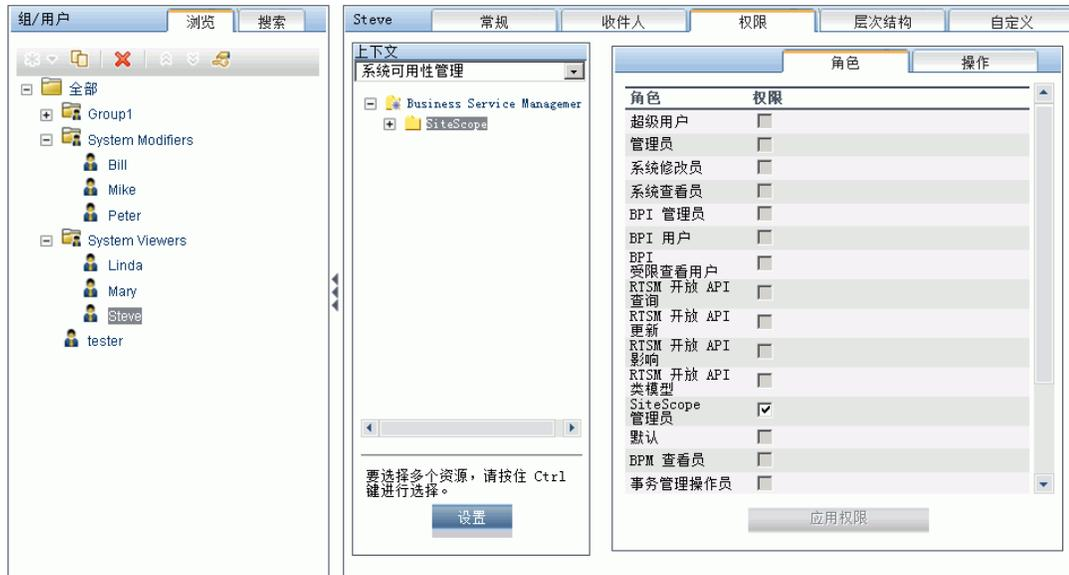 组/用户
浏览
搜索
全部
Group1
System Modifiers
Bill
Mike
Peter
System Viewers
Linda
Mary
Steve
tester
Steve
常规
收件人
权限
层次结构
自定义
上下文
系统可用性管理
Business Service Managemer
SiteScope
要选择多个资源，请按住 Ctrl
键进行选择。
设置
角色
操作
角色 权限
超级用户
管理员
系统修改员
系统查看员
BPI 管理员
BPI 用户
BPI
受限查看用户
RTSM 开放 API
查询
RTSM 开放 API
更新
RTSM 开放 API
影响
RTSM 开放 API
类模型
SiteScope
管理员
默认
BPM 查看员
事务管理操作员
应用权限